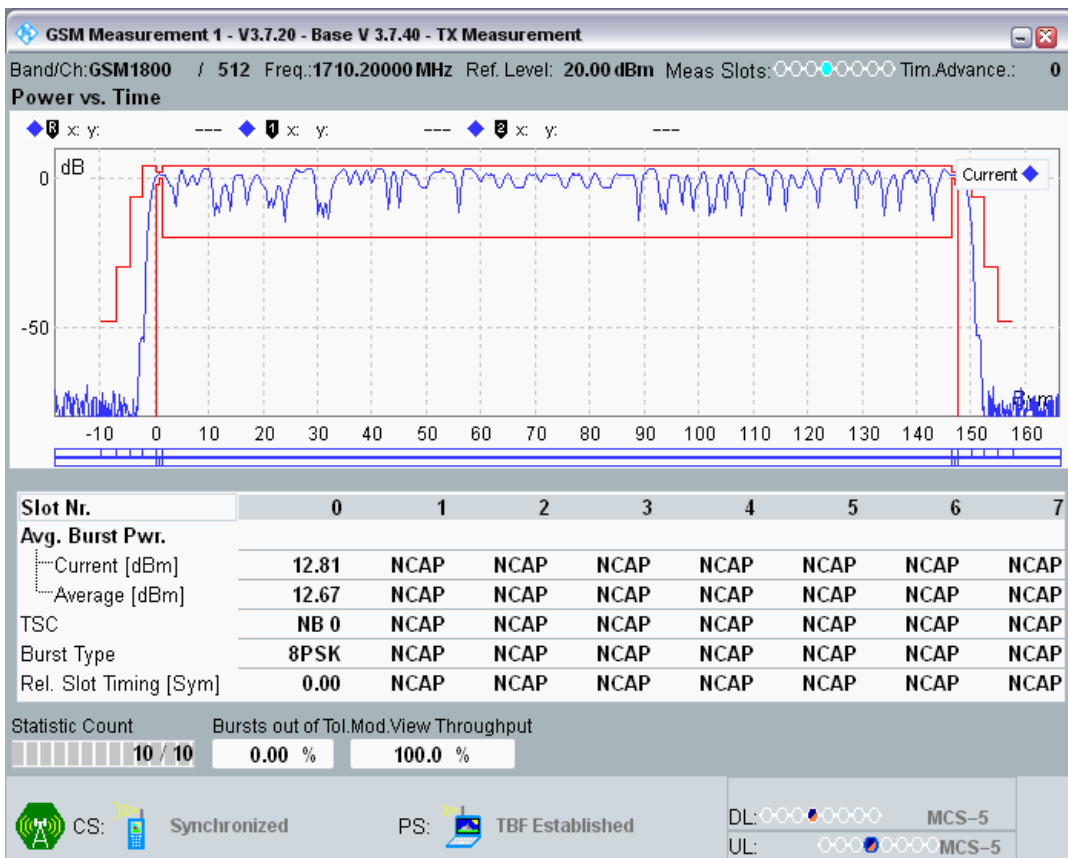 GSM Measurement 1 - V3.7.20 - Base V 3.7.40 - TX Measurement
Band/Ch:GSM1800 / 512 Freq.:1710.20000 MHz Ref. Level: 20.00 dBm Meas Slots: Tim.Advance.: 0
Power vs. Time
R x: y: --- 1 x: y: --- 2 x: y: ---
dB
Current
0
-50
Sym
-10 0 10 20 30 40 50 60 70 80 90 100 110 120 130 140 150 160
Slot Nr. 0 1 2 3 4 5 6 7
Avg. Burst Pwr.
Current [dBm] 12.81 NCAP NCAP NCAP NCAP NCAP NCAP NCAP
Average [dBm] 12.67 NCAP NCAP NCAP NCAP NCAP NCAP NCAP
TSC NB 0 NCAP NCAP NCAP NCAP NCAP NCAP NCAP
Burst Type 8PSK NCAP NCAP NCAP NCAP NCAP NCAP NCAP
Rel. Slot Timing [Sym] 0.00 NCAP NCAP NCAP NCAP NCAP NCAP NCAP
Statistic Count Bursts out of Tol.Mod.View Throughput
10 / 10 0.00 % 100.0 %
CS: Synchronized PS: TBF Established DL: MCS-5
UL: MCS-5